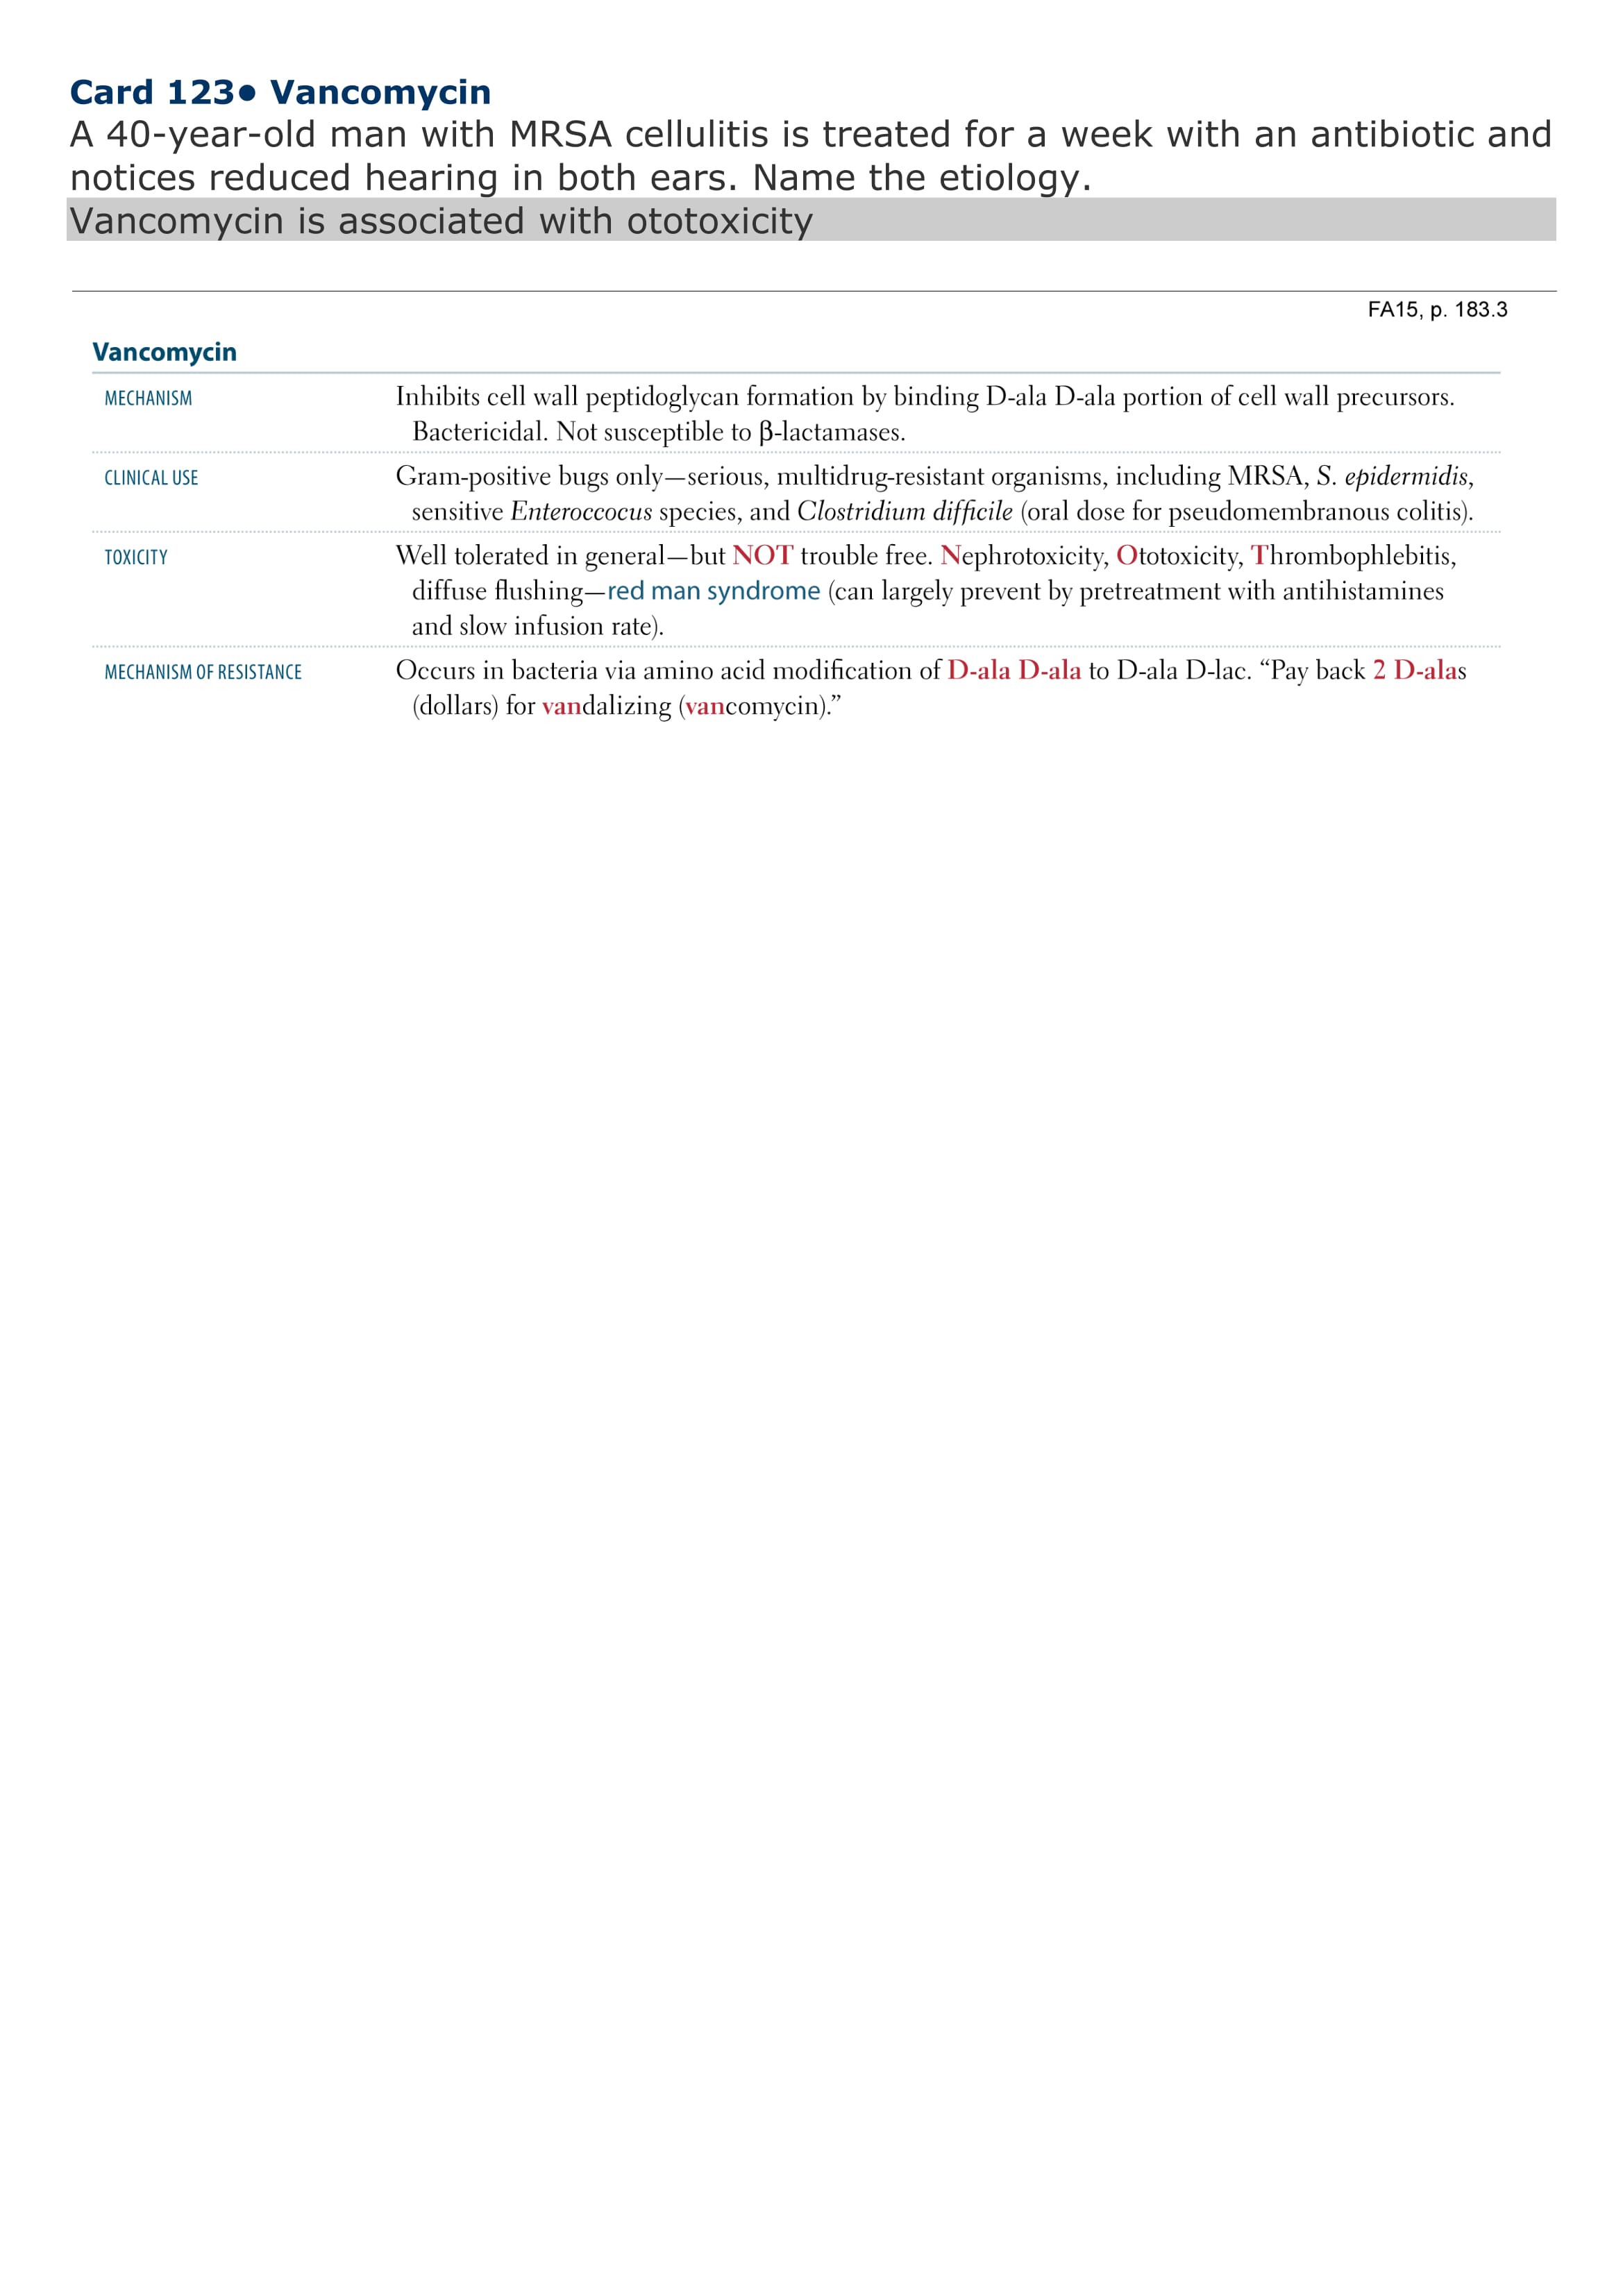 Card 123• Vancomycin
A 40-year-old man with MRSA cellulitis is treated for a week with an antibiotic and
notices reduced hearing in both ears. Name the etiology.
Vancomycin is associated with ototoxicity
FA15, p. 183.3
Vancomycin
MECHANISM Inhibits cell wall peptidoglycan formation by binding D-ala D-ala portion of cell wall precursors.
Bactericidal. Not susceptible to β-lactamases.
CLINICAL USE Gram-positive bugs only—serious, multidrug-resistant organisms, including MRSA, S. epidermidis,
sensitive Enteroccocus species, and Clostridium difficile (oral dose for pseudomembranous colitis).
TOXICITY Well tolerated in general—but NOT trouble free. Nephrotoxicity, Ototoxicity, Thrombophlebitis,
diffuse flushing—red man syndrome (can largely prevent by pretreatment with antihistamines
and slow infusion rate).
MECHANISM OF RESISTANCE Occurs in bacteria via amino acid modification of D-ala D-ala to D-ala D-lac. “Pay back 2 D-alas
(dollars) for vandalizing (vancomycin).”